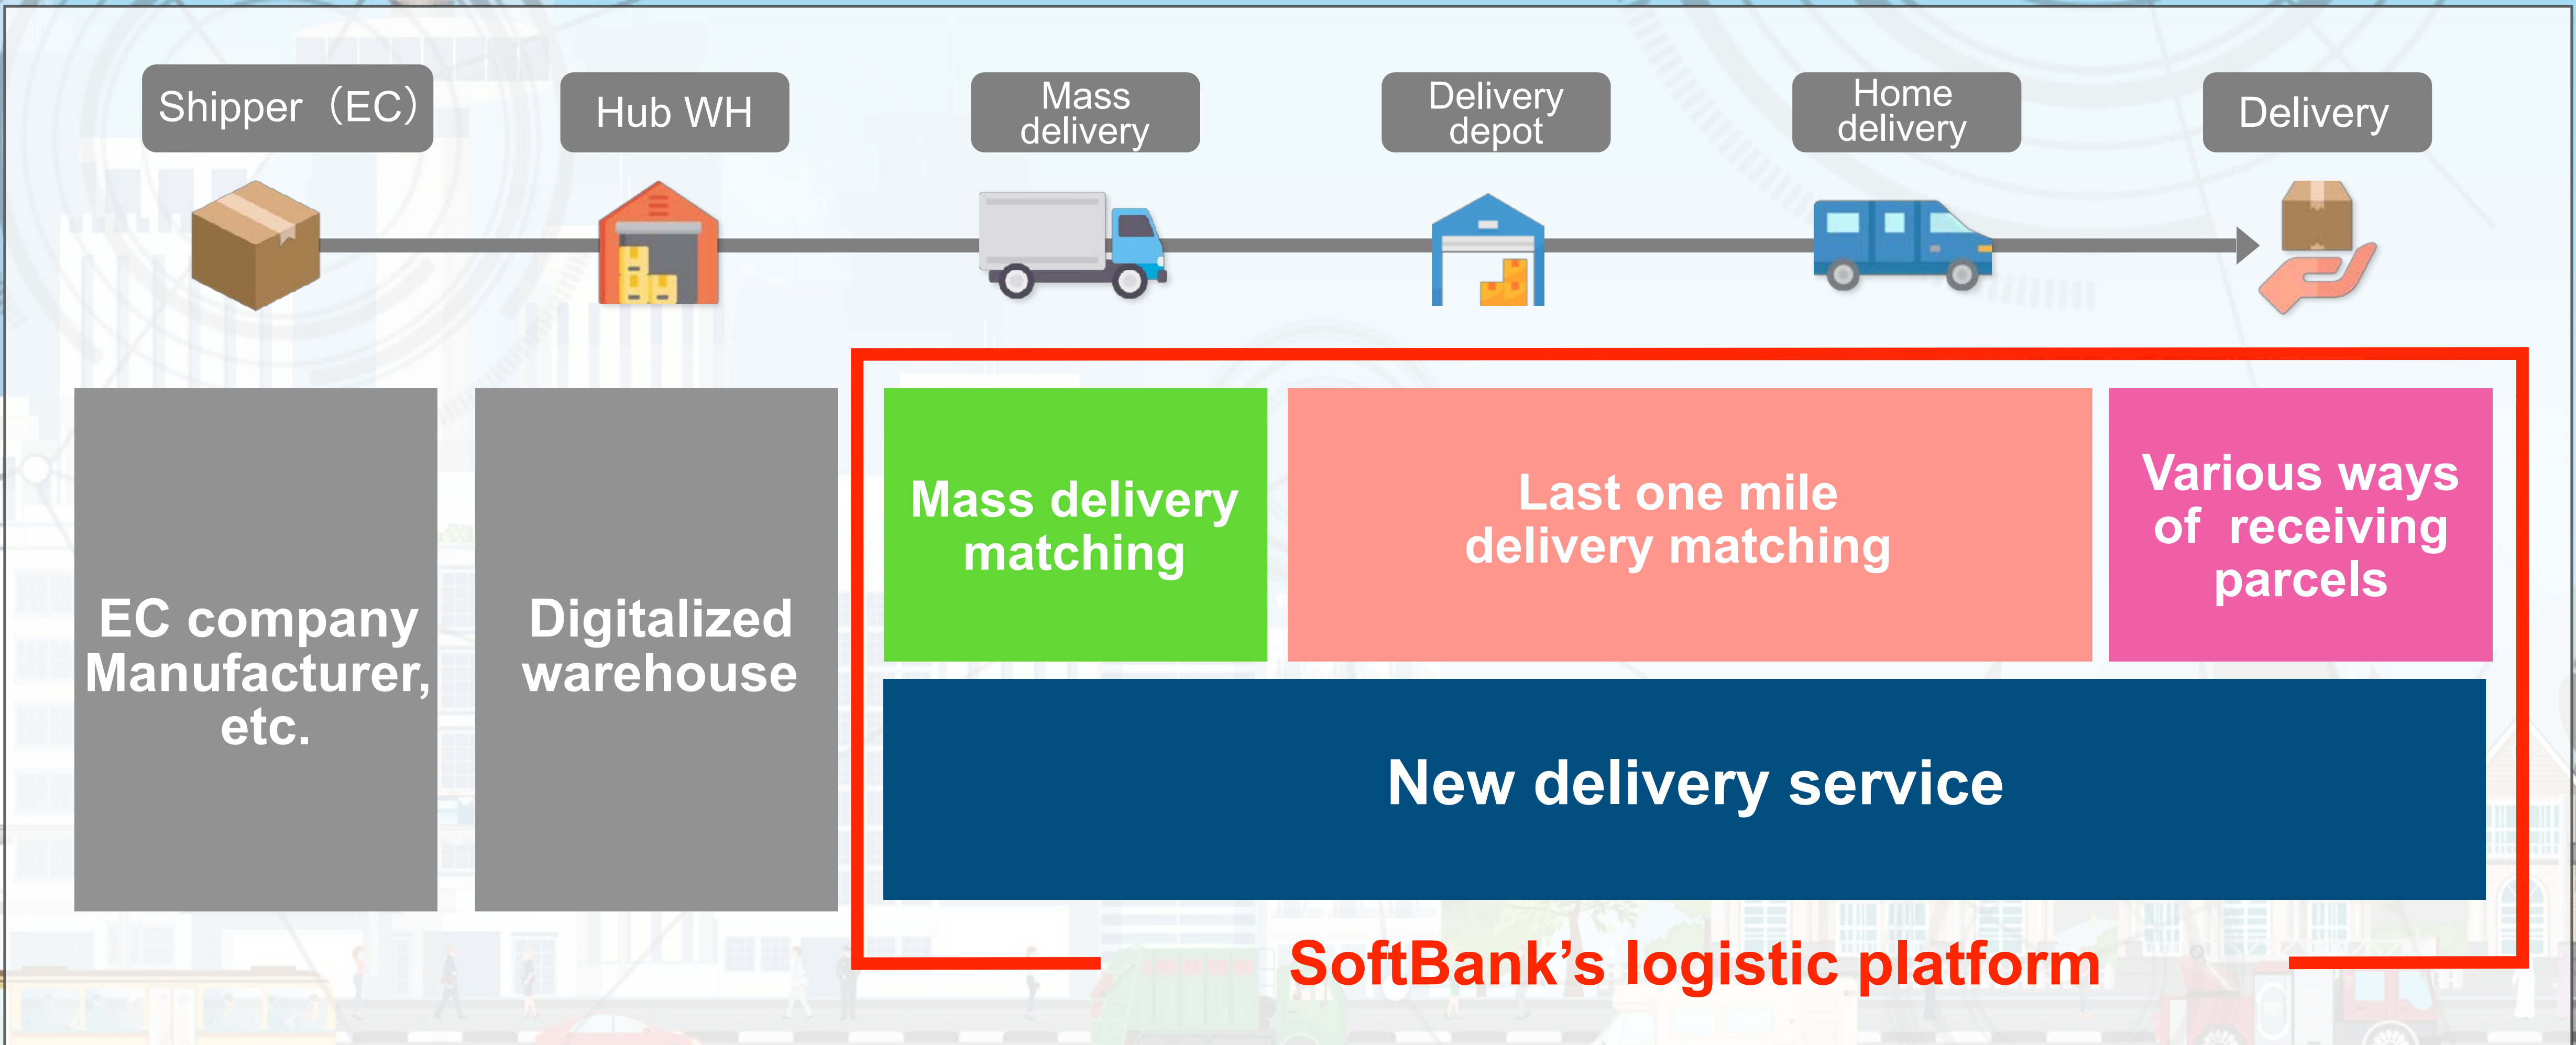 Shipper（EC）
Hub WH
Mass
delivery
Delivery
depot
Home
delivery
Delivery
EC company
Manufacturer,
etc.
Digitalized
warehouse
Mass delivery
matching
Last one mile
delivery matching
Various ways
of  receiving
parcels
New delivery service
SoftBank’s logistic platform